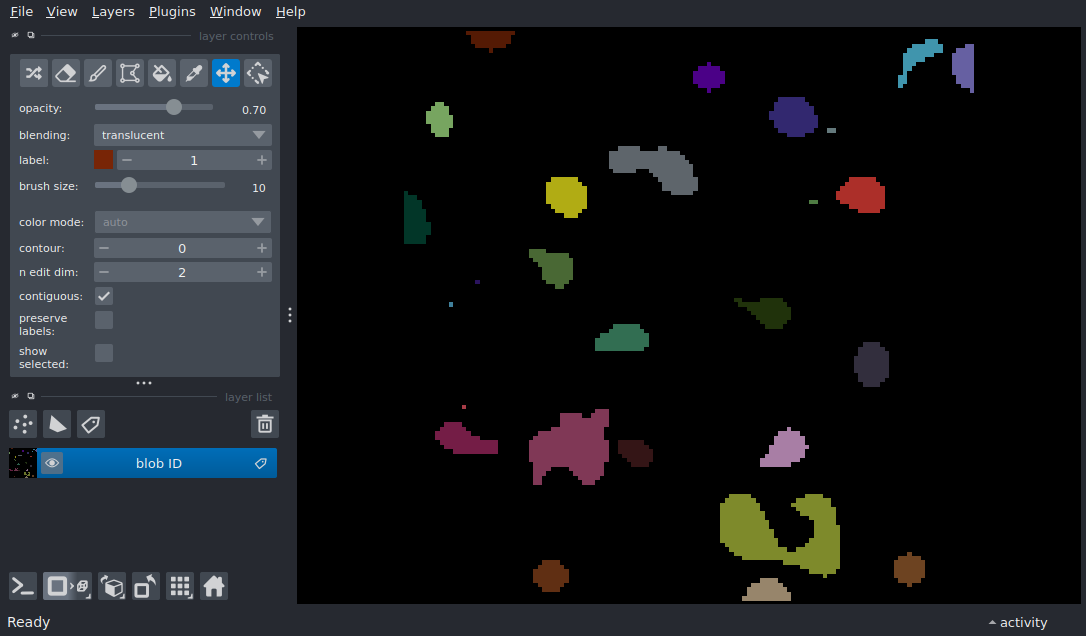 File View Layers Plugins Window Help
layer controls
opacity: 0.70
blending: translucent
label: 1
brush size: 10
color mode: auto
contour: 0
n edit dim: 2
contiguous:
preserve
labels:
show
selected:
layer list
blob ID
Ready
activity